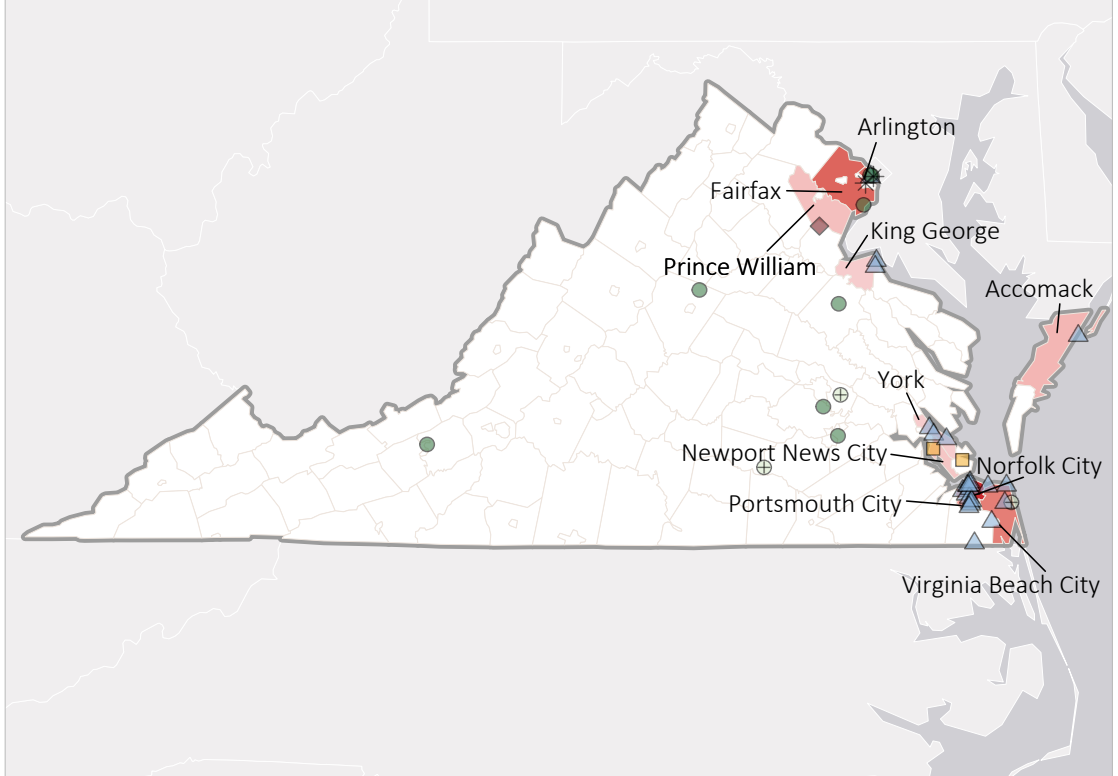 Arlington
Fairfax
King George
Prince William
Accomack
York
Newport News City
Norfolk City
Portsmouth City
Virginia Beach City